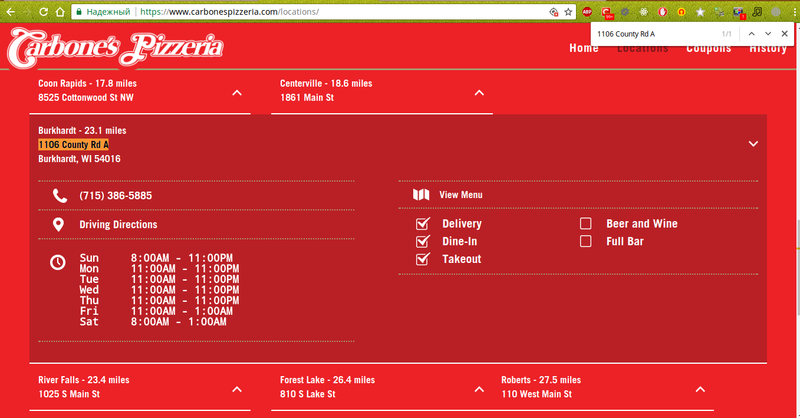 Надежный
https://www.carbonespizzeria.com/locations/
1106 County Rd A
1/1
Carbone's Pizzeria
Home
Locations
Coupons
History
Coon Rapids - 17.8 miles
8525 Cottonwood St NW
Centerville - 18.6 miles
1861 Main St
Burkhardt - 23.1 miles
1106 County Rd A
Burkhardt, WI 54016
(715) 386-5885
Driving Directions
Sun 8:00AM - 11:00PM
Mon 11:00AM - 11:00PM
Tue 11:00AM - 11:00PM
Wed 11:00AM - 11:00PM
Thu 11:00AM - 11:00PM
Fri 11:00AM - 1:00AM
Sat 8:00AM - 1:00AM
View Menu
Delivery
Dine-In
Takeout
Beer and Wine
Full Bar
River Falls - 23.4 miles
1025 S Main St
Forest Lake - 26.4 miles
810 S Lake St
Roberts - 27.5 miles
110 West Main St